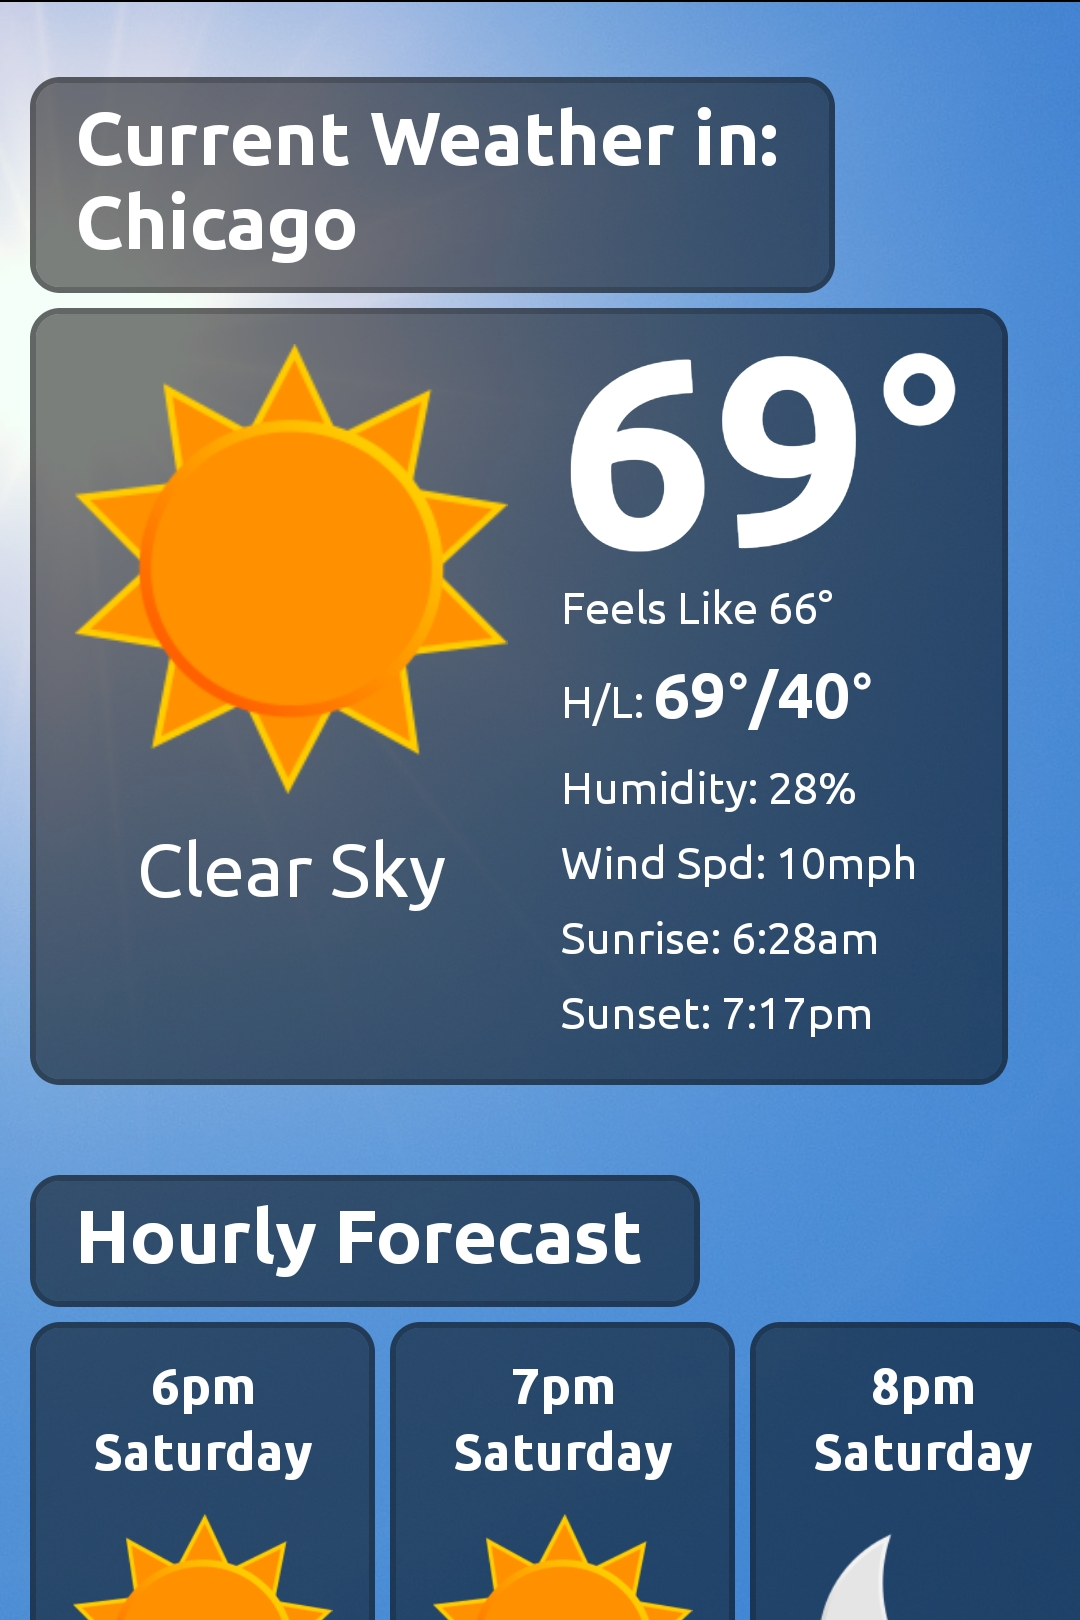 Current Weather in:
Chicago
69°
Feels Like 66°
H/L: 69°/40°
Humidity: 28%
Wind Spd: 10mph
Sunrise: 6:28am
Sunset: 7:17pm
Clear Sky
Hourly Forecast
6pm
Saturday
7pm
Saturday
8pm
Saturday